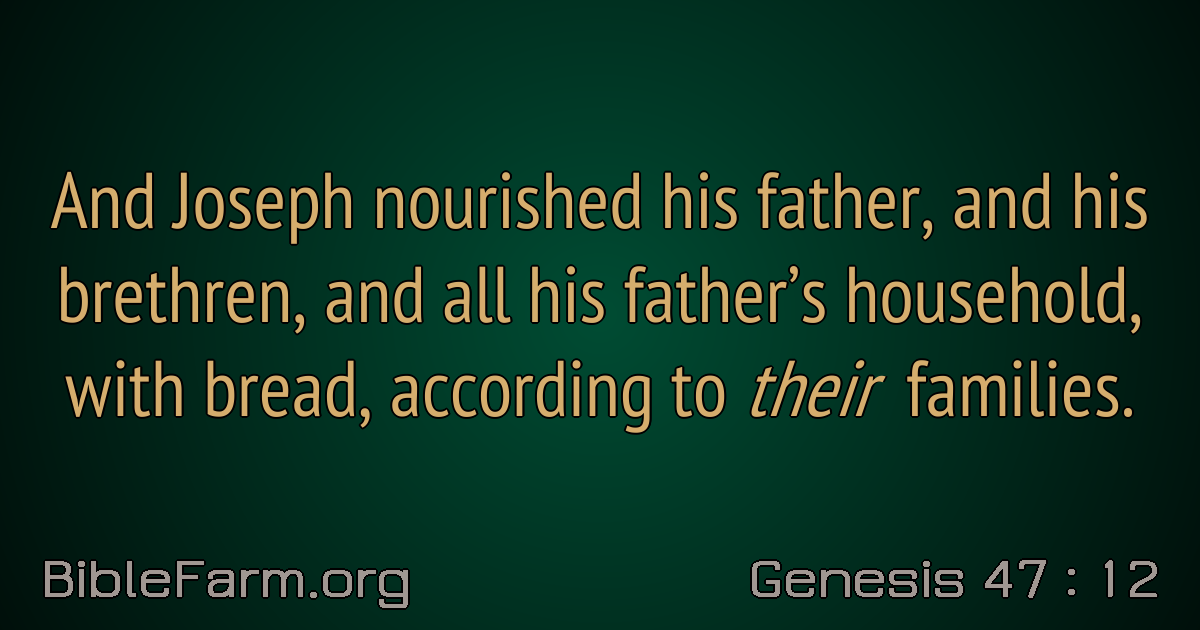 And Joseph nourished his father, and his
brethren, and all his father’s household,
with bread, according to their families.
BibleFarm.org
Genesis 47 : 12